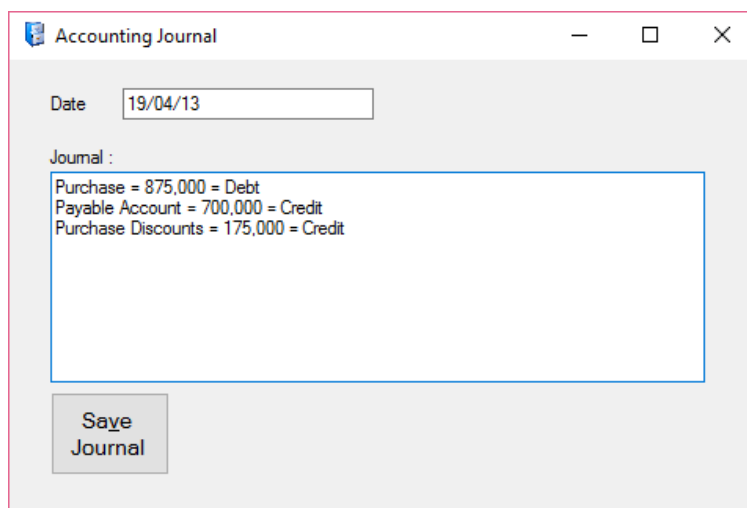 Accounting Journal
Date
19/04/13
Journal :
Purchase = 875,000 = Debt
Payable Account = 700,000 = Credit
Purchase Discounts = 175,000 = Credit
Save
Journal